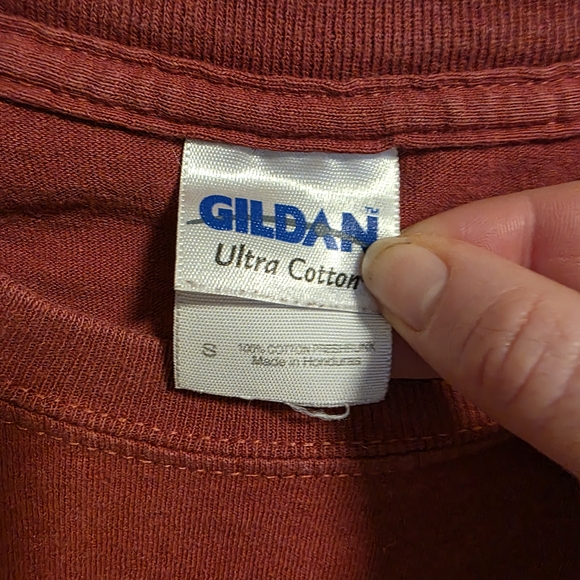 GILDAN™
Ultra Cotton
S 100% COTTON PRESHRUNK
Made in Honduras